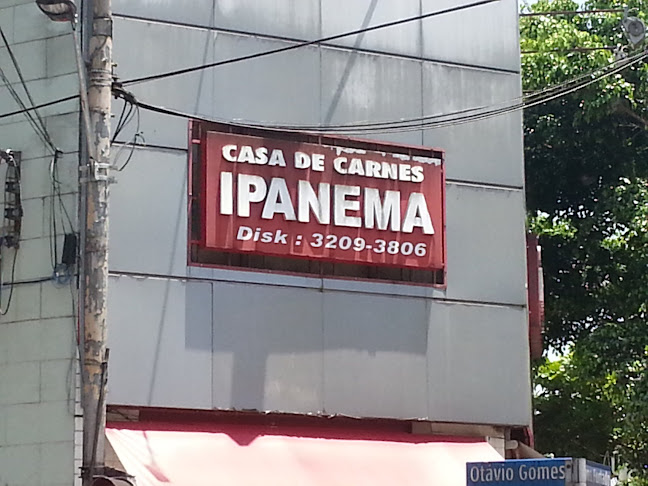 CASA DE CARNES
IPANEMA
Disk : 3209-3806
Otávio Gomes